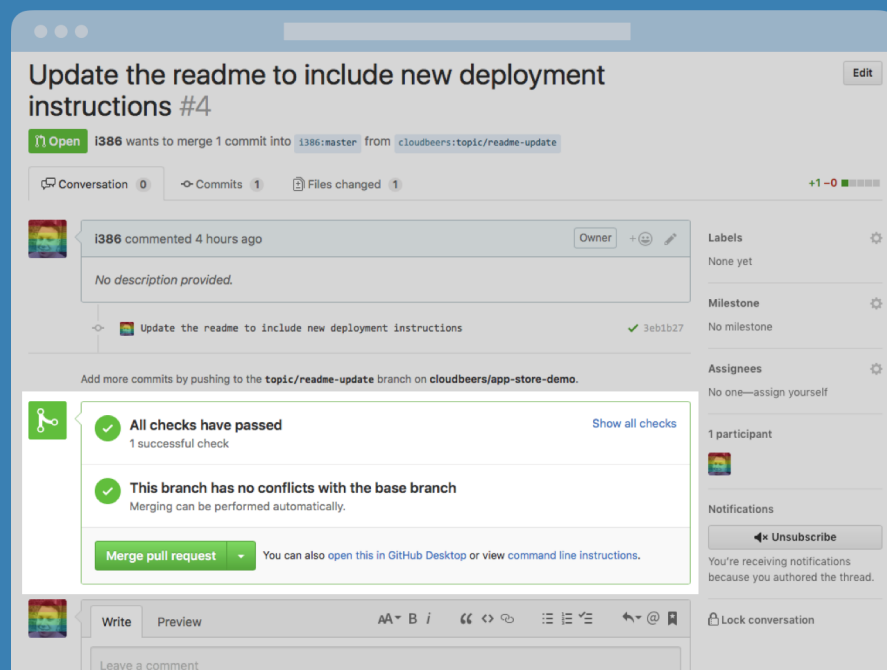 Update the readme to include new deployment
instructions #4
Edit
Open i386 wants to merge 1 commit into i386:master from cloudbeers:topic/readme-update
Conversation 0 Commits 1 Files changed 1
+1 −0
i386 commented 4 hours ago
Owner
No description provided.
Update the readme to include new deployment instructions
3eb1b27
Add more commits by pushing to the topic/readme-update branch on cloudbeers/app-store-demo.
All checks have passed
Show all checks
1 successful check
This branch has no conflicts with the base branch
Merging can be performed automatically.
Merge pull request
You can also open this in GitHub Desktop or view command line instructions.
Write Preview
AA B i “ <> @
Leave a comment
Labels
None yet
Milestone
No milestone
Assignees
No one—assign yourself
1 participant
Notifications
Unsubscribe
You’re receiving notifications
because you authored the thread.
Lock conversation